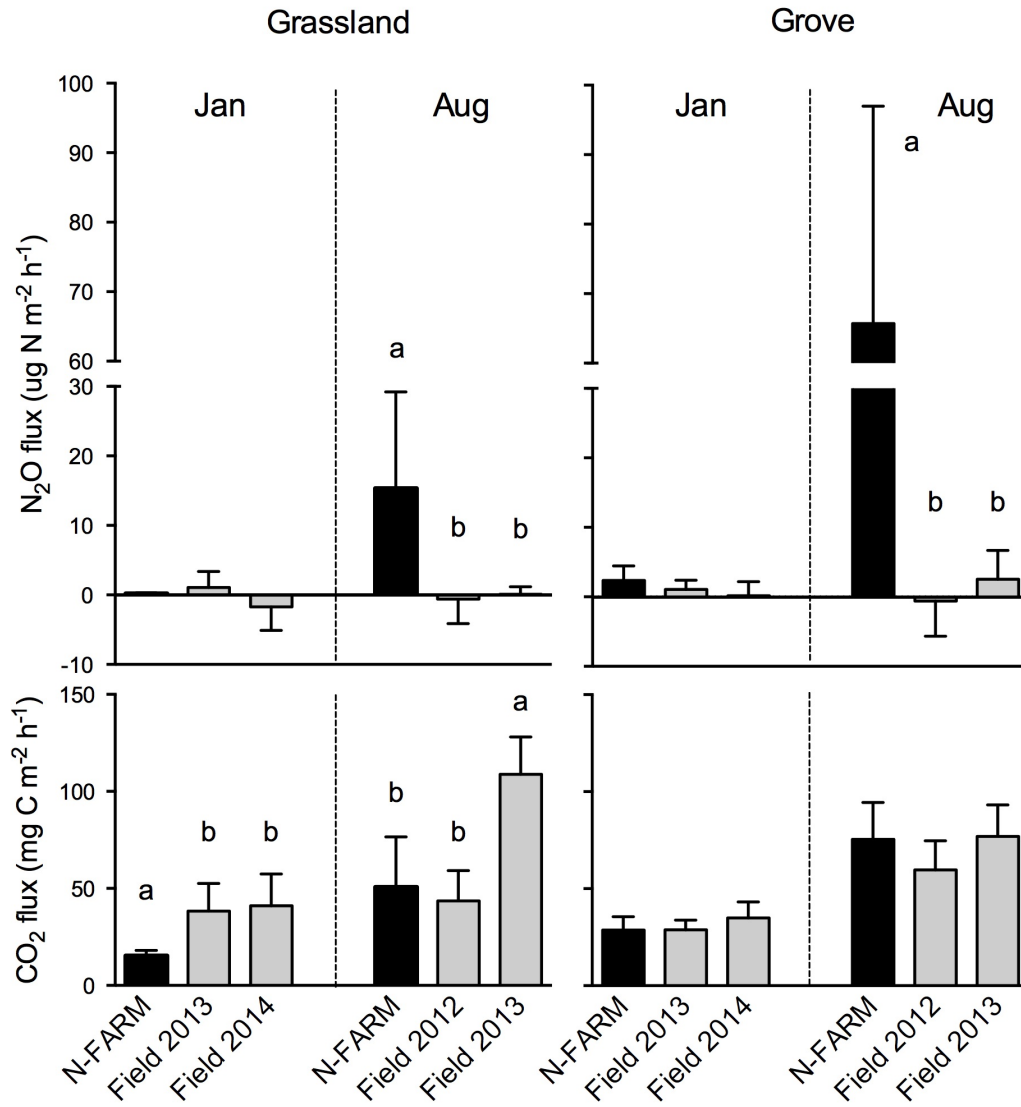 Grassland
Grove
Jan
Aug
Jan
Aug
N2O flux (ug N m-2 h-1)
100
90
80
70
60
30
20
10
0
-10
a
b
b
a
b
b
CO2 flux (mg C m-2 h-1)
150
100
50
0
a
b
b
b
b
a
N-FARM
Field 2013
Field 2014
N-FARM
Field 2012
Field 2013
N-FARM
Field 2013
Field 2014
N-FARM
Field 2012
Field 2013